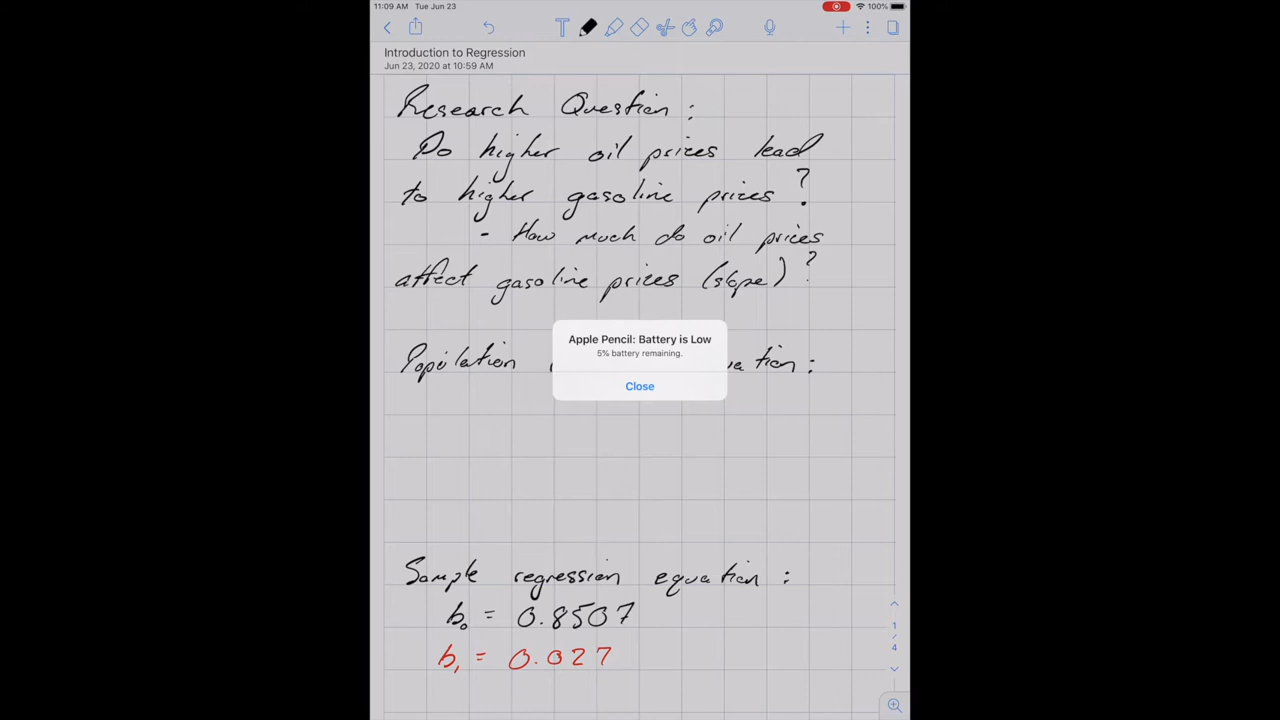 11:09 AM Tue Jun 23 100%
Introduction to Regression
Jun 23, 2020 at 10:59 AM
Research Question:
Do higher oil prices lead
to higher gasoline prices?
- How much do oil prices
affect gasoline prices (slope)?
Apple Pencil: Battery is Low
5% battery remaining.
Population
Close
Sample regression equation:
b₀ = 0.8507
b₁ = 0.027
1
/
4